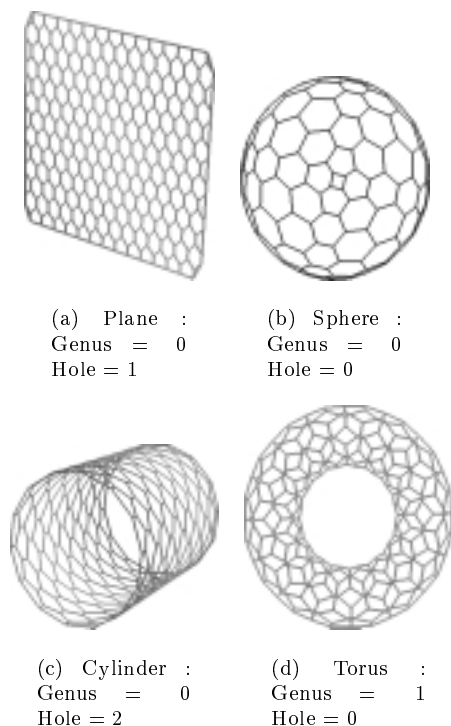 (a) Plane :
Genus = 0
Hole = 1
(b) Sphere :
Genus = 0
Hole = 0
(c) Cylinder :
Genus = 0
Hole = 2
(d) Torus :
Genus = 1
Hole = 0